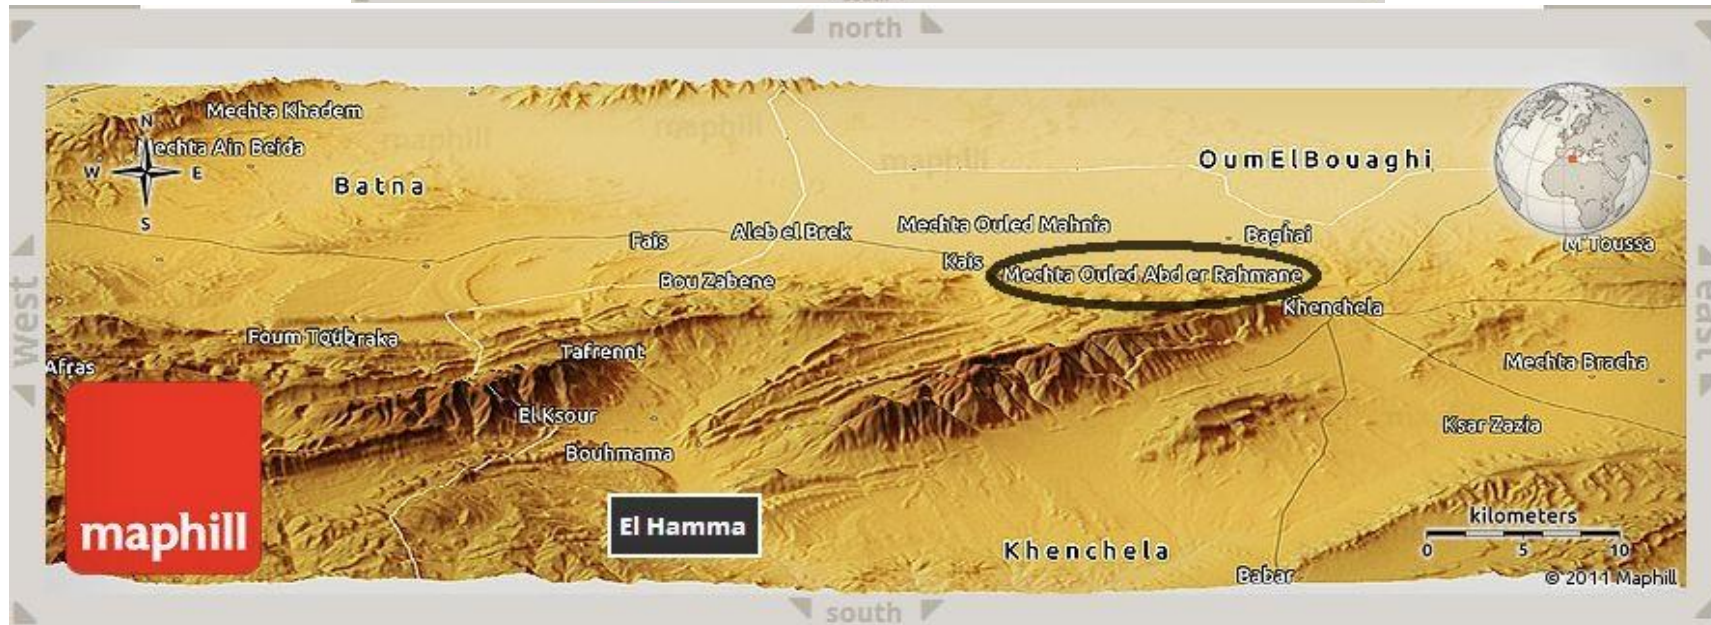 north
Mechta Khadem
N
Mechta Ain Beida
W E
Batna
S
OumElBouaghi
Fais
Aleb el Brek
Mechta Ouled Mahnia
Baghai
M'Toussa
Kais
Mechta Ouled Abd er Rahmane
Bou Zabene
Khenchela
west
east
Foum Toub
Tafrennt
Afras
Mechta Bracha
El Ksour
Ksar Zazia
Bouhmama
maphill
El Hamma
Khenchela
kilometers
0 5 10
Babar
© 2011 Maphill
south